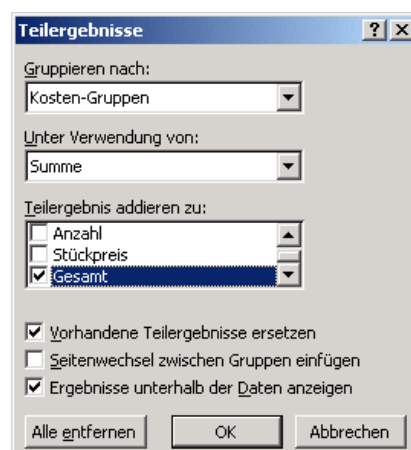 Teilergebnisse
Gruppieren nach:
Kosten-Gruppen
Unter Verwendung von:
Summe
Teilergebnis addieren zu:
Anzahl
Stückpreis
Gesamt
Vorhandene Teilergebnisse ersetzen
Seitenwechsel zwischen Gruppen einfügen
Ergebnisse unterhalb der Daten anzeigen
Alle entfernen OK Abbrechen